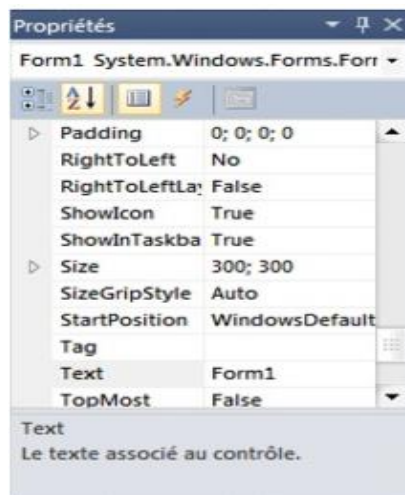 Propriétés
Form1 System.Windows.Forms.Forr
Padding 0; 0; 0; 0
RightToLeft No
RightToLeftLay False
ShowIcon True
ShowInTaskba True
Size 300; 300
SizeGripStyle Auto
StartPosition WindowsDefault
Tag
Text Form1
TopMost False
Text
Le texte associé au contrôle.